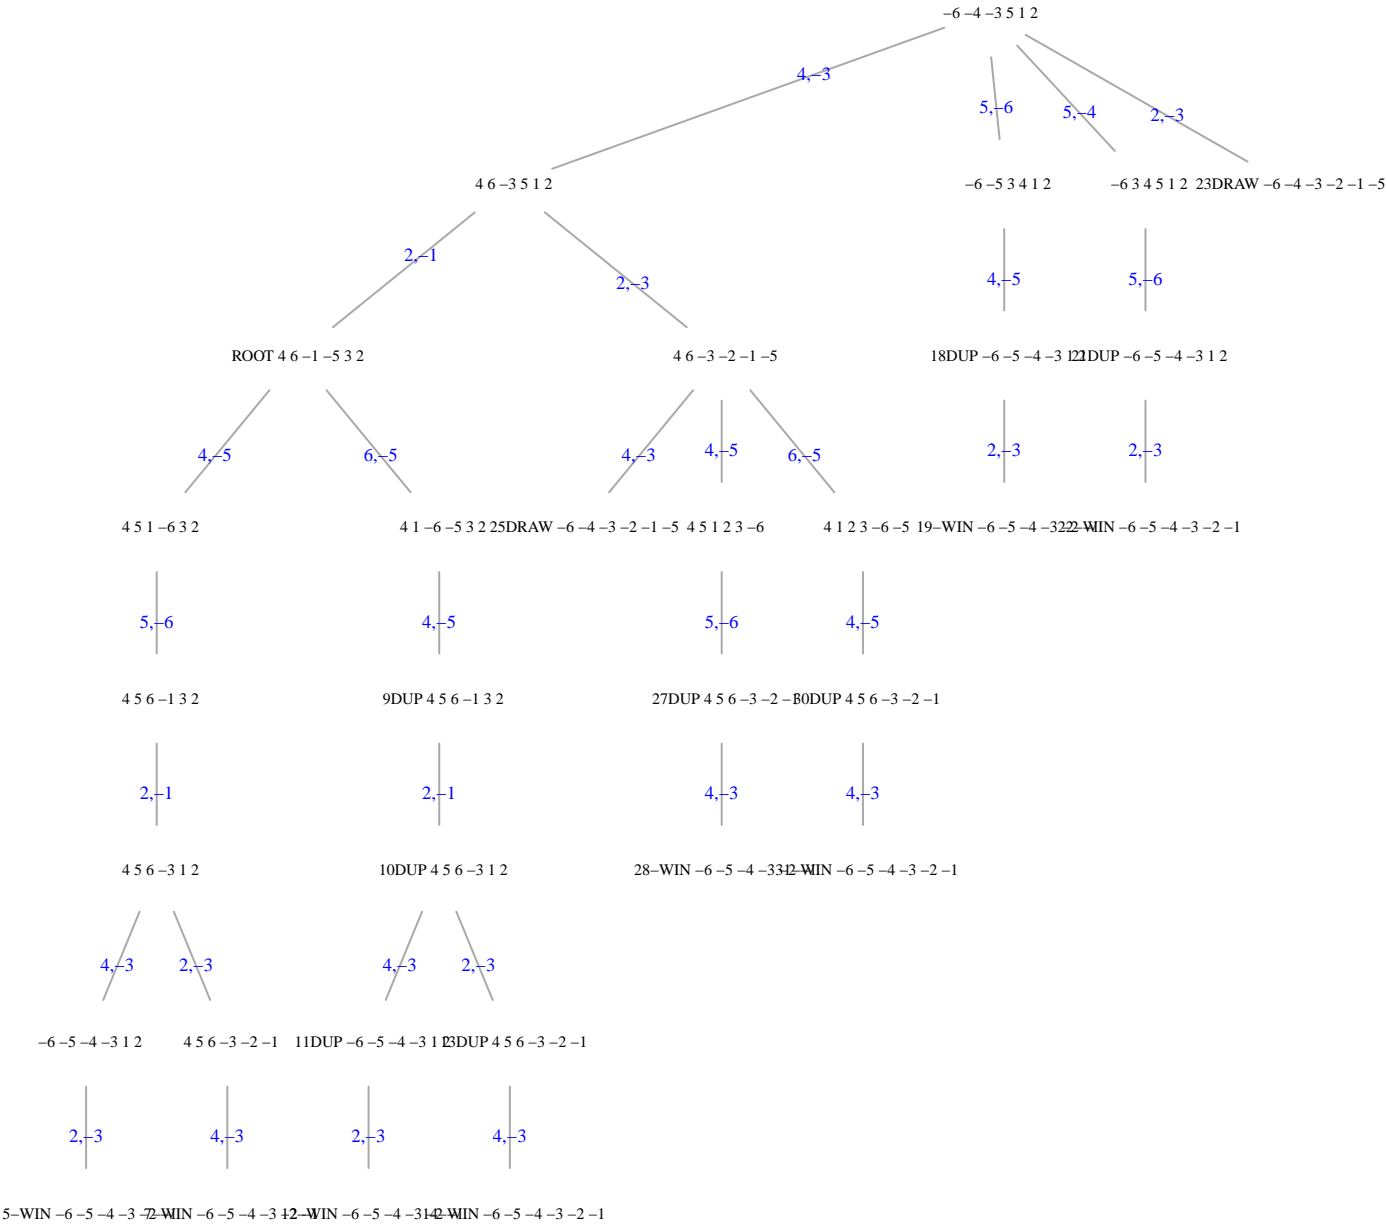 –6 –4 –3 5 1 2
4,–3
5,–6
5,–4
2,–3
4 6 –3 5 1 2
–6 –5 3 4 1 2
–6 3 4 5 1 2
23DRAW –6 –4 –3 –2 –1 –5
2,–1
2,–3
4,–5
5,–6
ROOT 4 6 –1 –5 3 2
4 6 –3 –2 –1 –5
18DUP –6 –5 –4 –3 1 2
21DUP –6 –5 –4 –3 1 2
4,–5
6,–5
4,–3
4,–5
6,–5
2,–3
2,–3
4 5 1 –6 3 2
4 1 –6 –5 3 2
25DRAW –6 –4 –3 –2 –1 –5
4 5 1 2 3 –6
4 1 2 3 –6 –5
19–WIN –6 –5 –4 –3
22–WIN –6 –5 –4 –3 –2 –1
5,–6
4,–5
5,–6
4,–5
4 5 6 –1 3 2
9DUP 4 5 6 –1 3 2
27DUP 4 5 6 –3 –2 –1
30DUP 4 5 6 –3 –2 –1
2,–1
2,–1
4,–3
4,–3
4 5 6 –3 1 2
10DUP 4 5 6 –3 1 2
28–WIN –6 –5 –4 –3
31–WIN –6 –5 –4 –3 –2 –1
4,–3
2,–3
4,–3
2,–3
–6 –5 –4 –3 1 2
4 5 6 –3 –2 –1
11DUP –6 –5 –4 –3 1 2
13DUP 4 5 6 –3 –2 –1
2,–3
4,–3
2,–3
4,–3
5–WIN –6 –5 –4 –3
7–WIN –6 –5 –4 –3
12–WIN –6 –5 –4 –3
14–WIN –6 –5 –4 –3 –2 –1